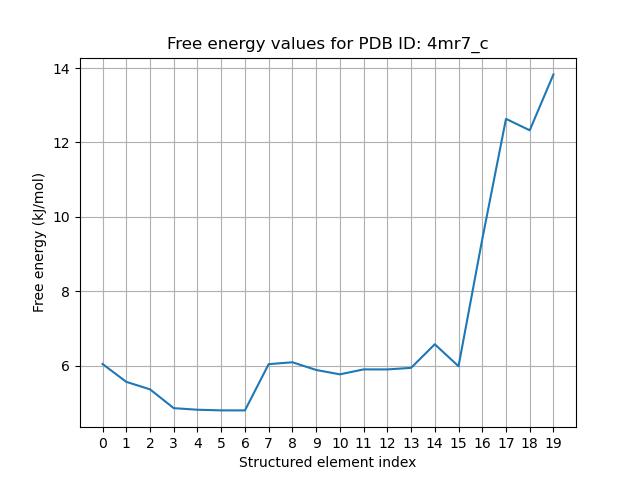 Free energy values for PDB ID: 4mr7_c
14
12
10
8
6
Free energy (kJ/mol)
0 1 2 3 4 5 6 7 8 9 10 11 12 13 14 15 16 17 18 19
Structured element index